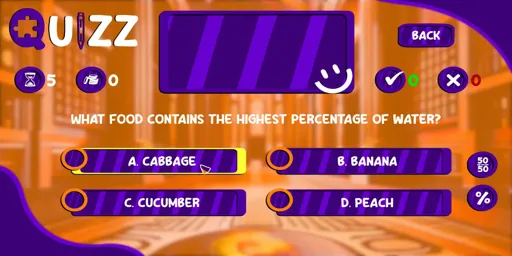 QUIZZ
BACK
5
0
0
0
WHAT FOOD CONTAINS THE HIGHEST PERCENTAGE OF WATER?
A. CABBAGE
B. BANANA
50
50
C. CUCUMBER
D. PEACH
%